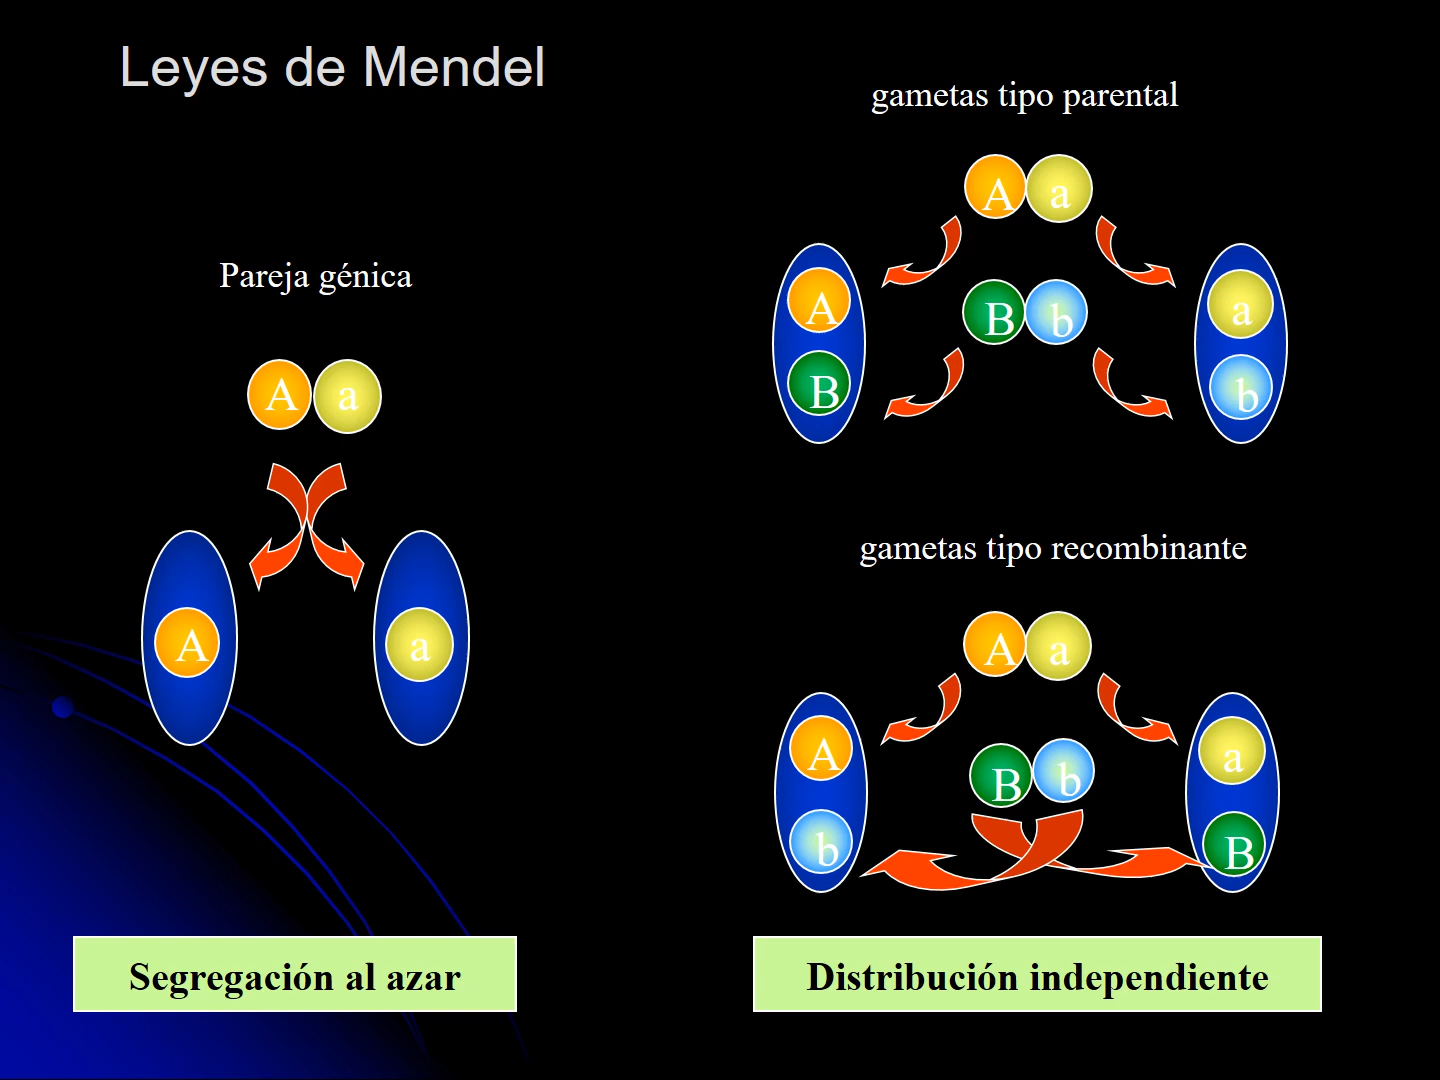 Leyes de Mendel
Pareja génica
A a
A
a
Segregación al azar
gametas tipo parental
A a
B b
A
B
a
b
gametas tipo recombinante
A a
B b
A
b
a
B
Distribución independiente